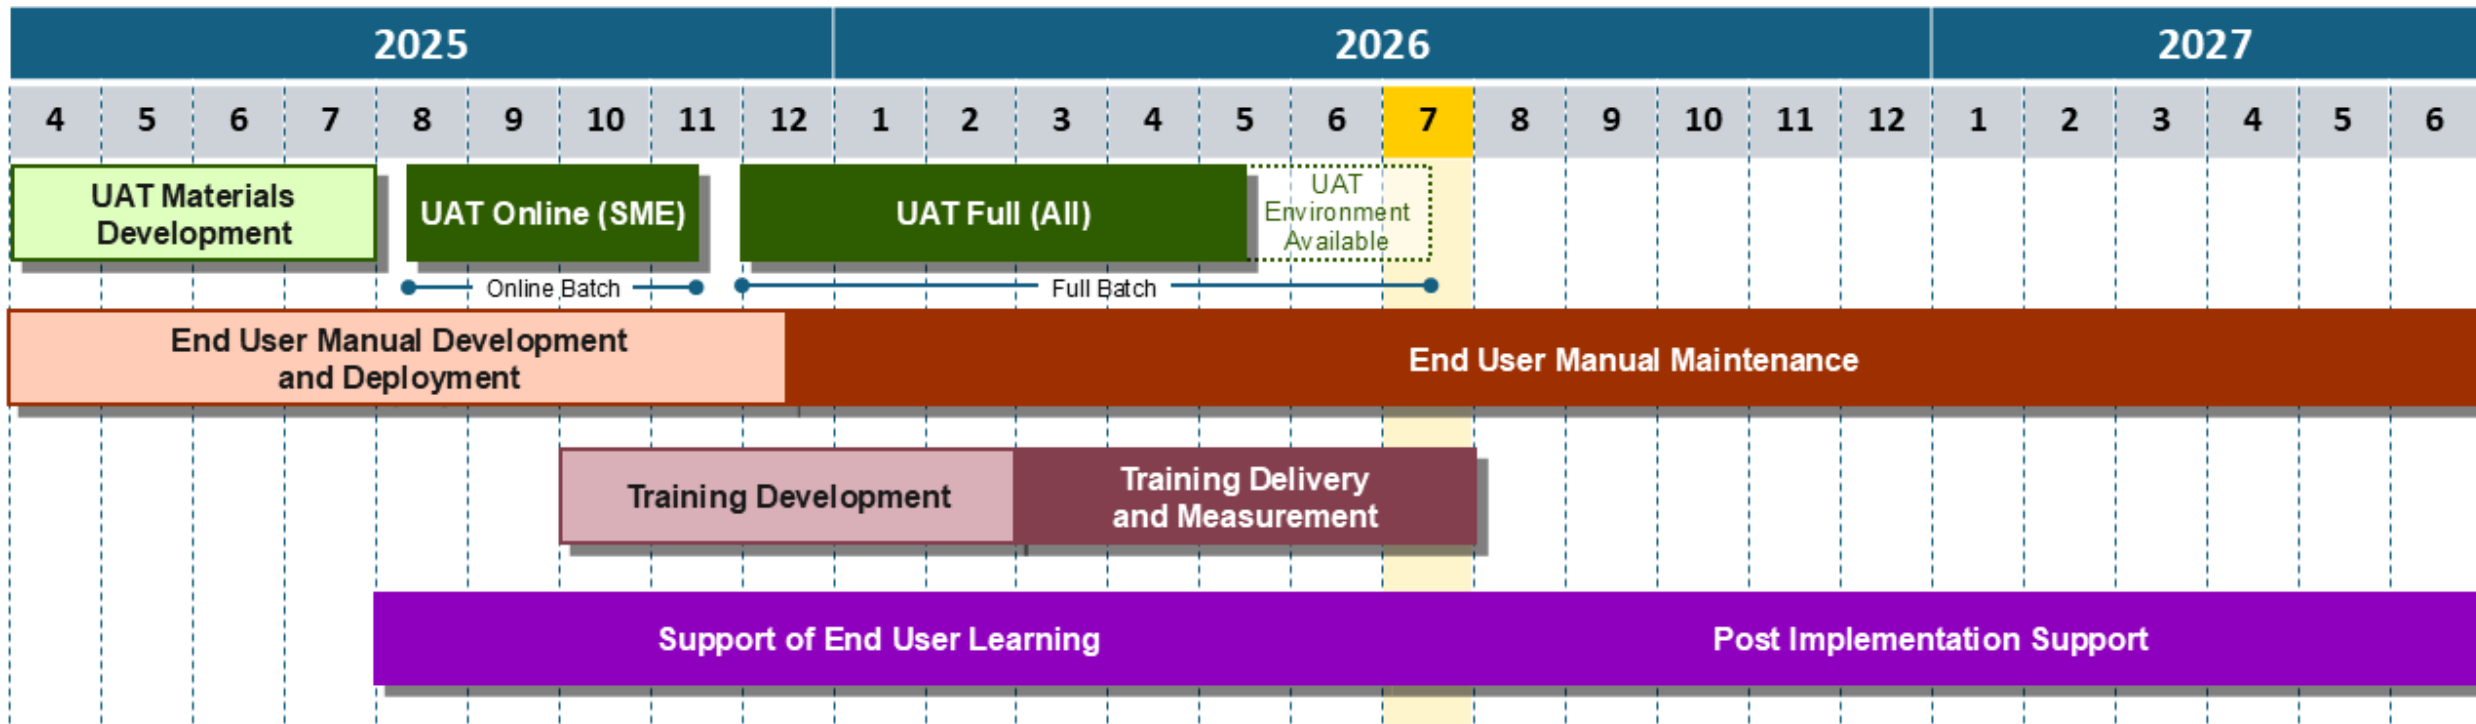 2025 2026 2027
4 5 6 7 8 9 10 11 12 1 2 3 4 5 6 7 8 9 10 11 12 1 2 3 4 5 6
UAT Materials
Development
UAT Online (SME)
UAT Full (All)
UAT
Environment
Available
Online Batch
Full Batch
End User Manual Development
and Deployment
End User Manual Maintenance
Training Development
Training Delivery
and Measurement
Support of End User Learning
Post Implementation Support